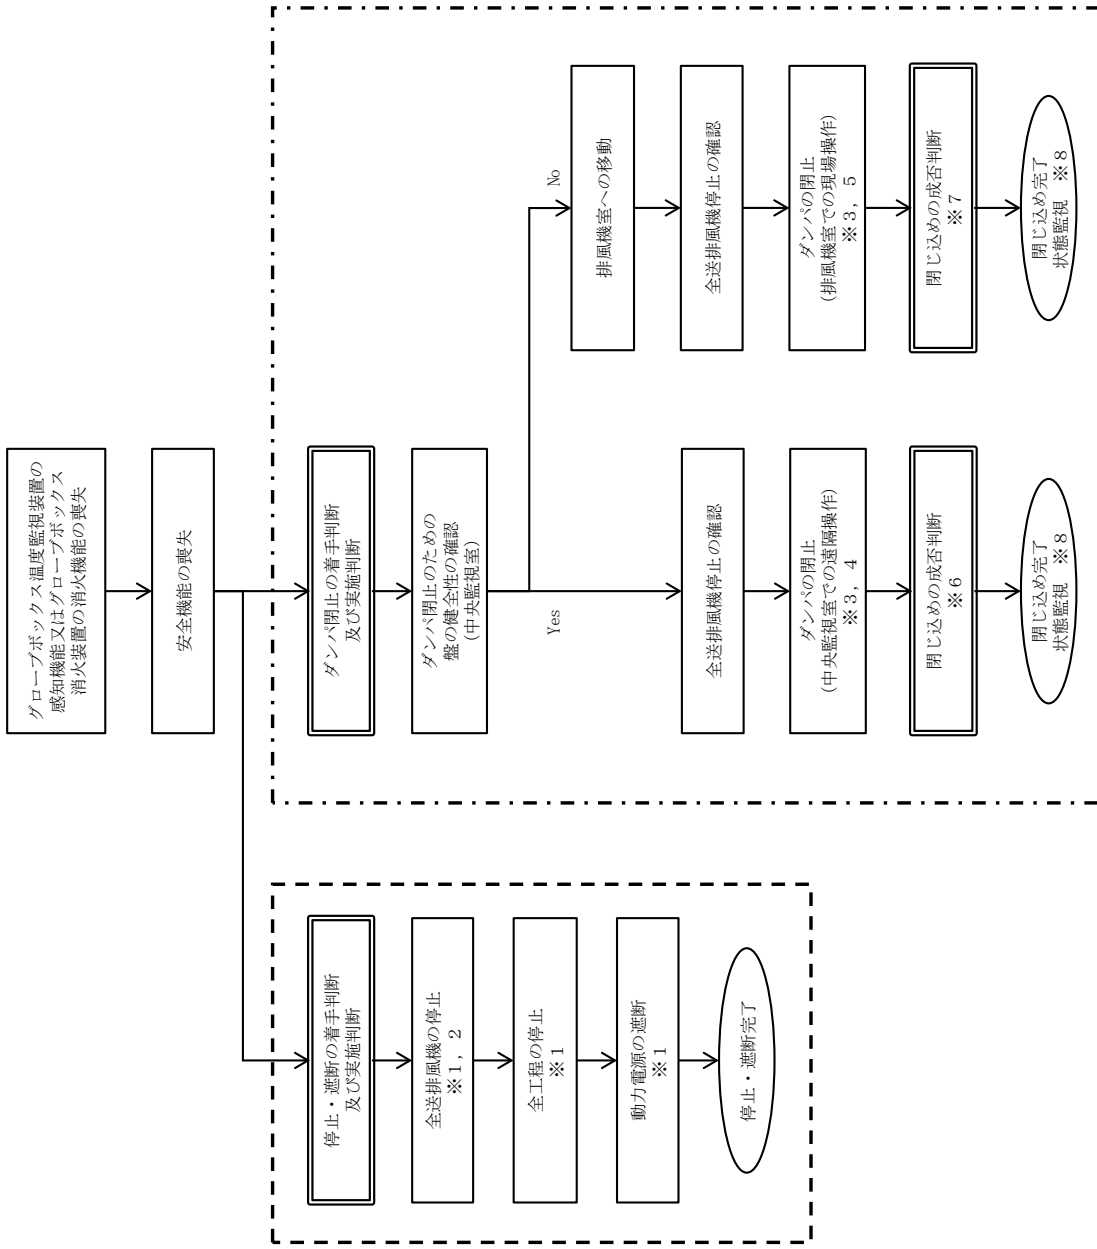 グローブボックス温度監視装置の
感知機能又はグローブボックス
消火装置の消火機能の喪失
安全機能の喪失
停止・遮断の着手判断
及び実施判断
全送排風機の停止
※１，２
全工程の停止
※１
動力電源の遮断
※１
停止・遮断完了
ダンパ閉止の着手判断
及び実施判断
ダンパ閉止のための
盤の健全性の確認
(中央監視室)
Yes
全送排風機停止の確認
ダンパの閉止
(中央監視室での遠隔操作)
※３，４
閉じ込めの成否判断
※６
閉じ込め完了
状態監視　※８
No
排風機室への移動
全送排風機停止の確認
ダンパの閉止
(排風機室での現場操作)
※３，５
閉じ込めの成否判断
※７
閉じ込め完了
状態監視　※８